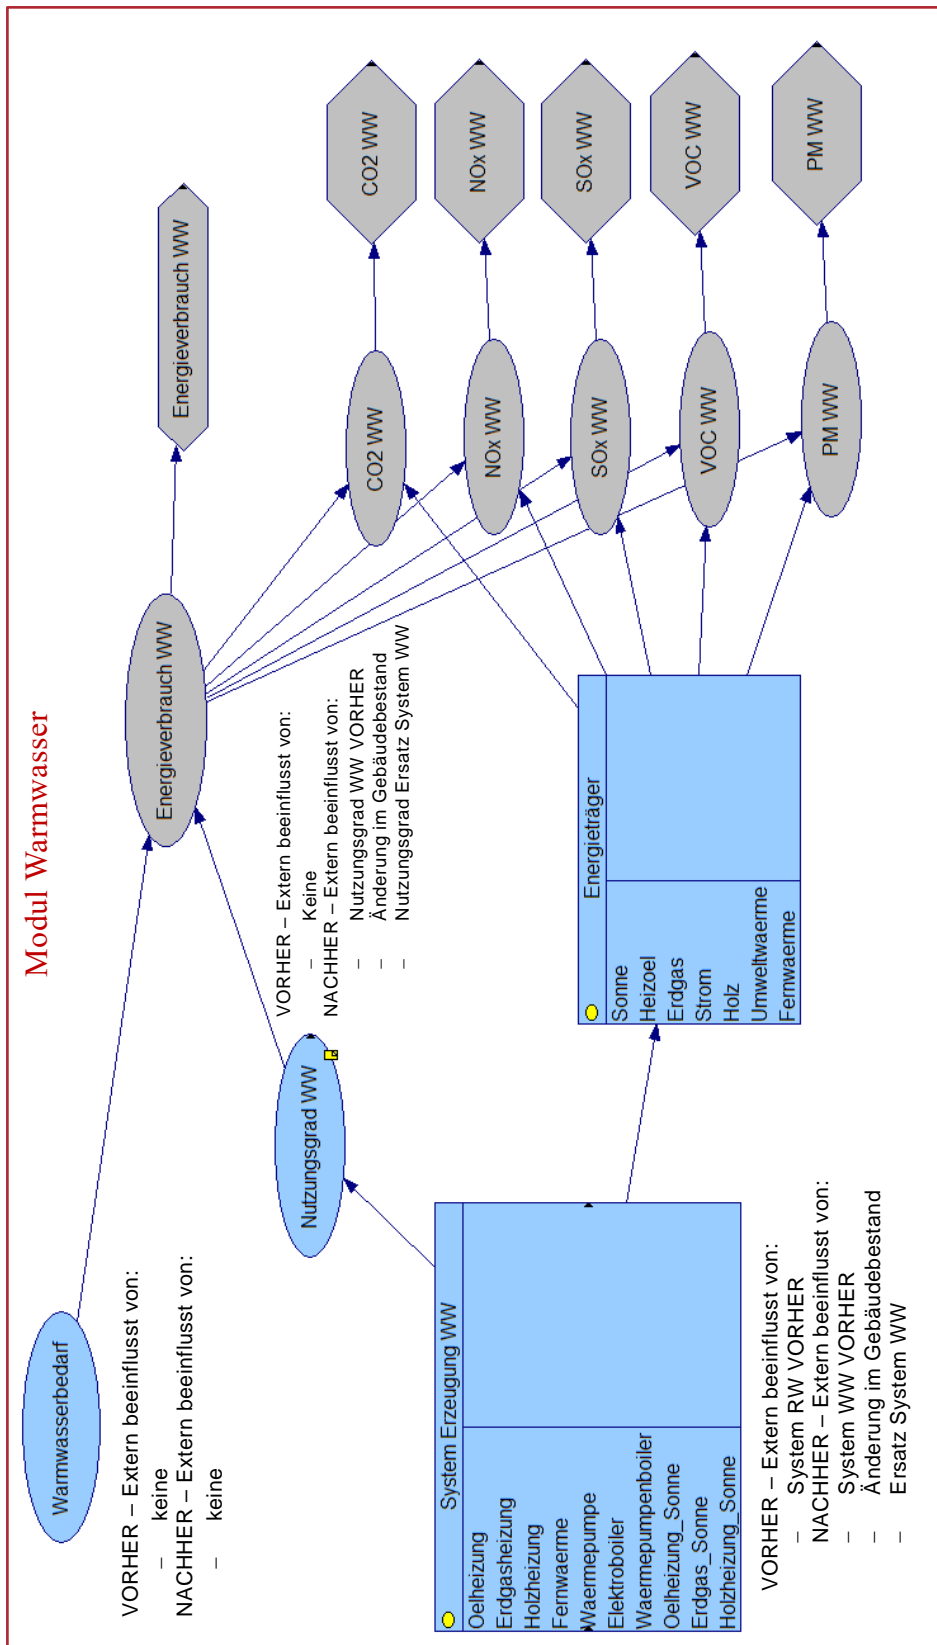 Modul Warmwasser
Warmwasserbedarf
VORHER – Extern beeinflusst von:
– keine
NACHHER – Extern beeinflusst von:
– keine
Energieverbrauch WW
Energieverbrauch WW
Nutzungsgrad WW
VORHER – Extern beeinflusst von:
– Keine
NACHHER – Extern beeinflusst von:
– Nutzungsgrad WW VORHER
– Änderung im Gebäudebestand
– Nutzungsgrad Ersatz System WW
System Erzeugung WW
Oelheizung
Erdgasheizung
Holzheizung
Fernwaerme
Waermepumpe
Elektroboiler
Waermepumpenboiler
Oelheizung_Sonne
Erdgas_Sonne
Holzheizung_Sonne
VORHER – Extern beeinflusst von:
– System RW VORHER
NACHHER – Extern beeinflusst von:
– System WW VORHER
– Änderung im Gebäudebestand
– Ersatz System WW
Energieträger
Sonne
Heizoel
Erdgas
Strom
Holz
Umweltwaerme
Fernwaerme
CO2 WW
CO2 WW
NOx WW
NOx WW
SOx WW
SOx WW
VOC WW
VOC WW
PM WW
PM WW